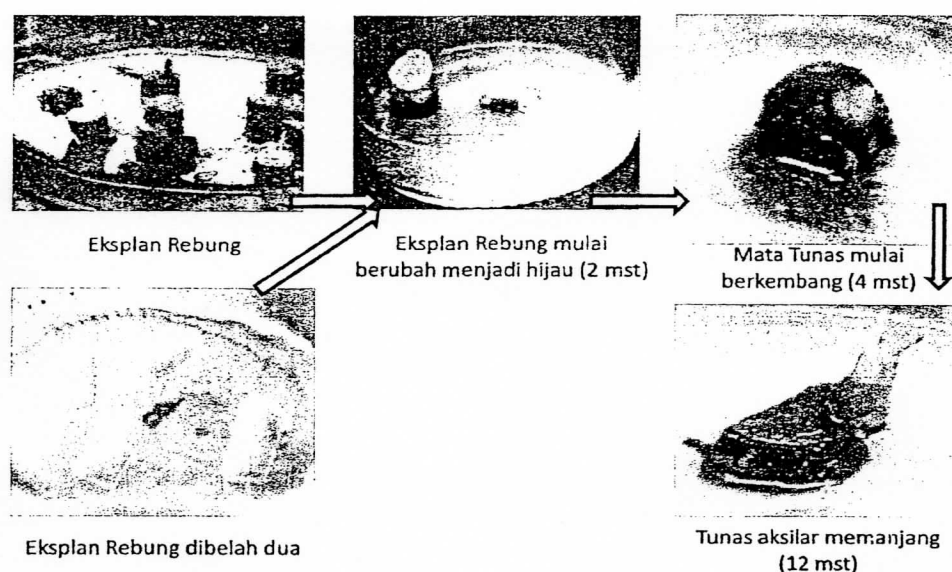 Eksplan Rebung
Eksplan Rebung mulai
berubah menjadi hijau (2 mst)
Mata Tunas mulai
berkembang (4 mst)
Eksplan Rebung dibelah dua
Tunas aksilar memanjang
(12 mst)